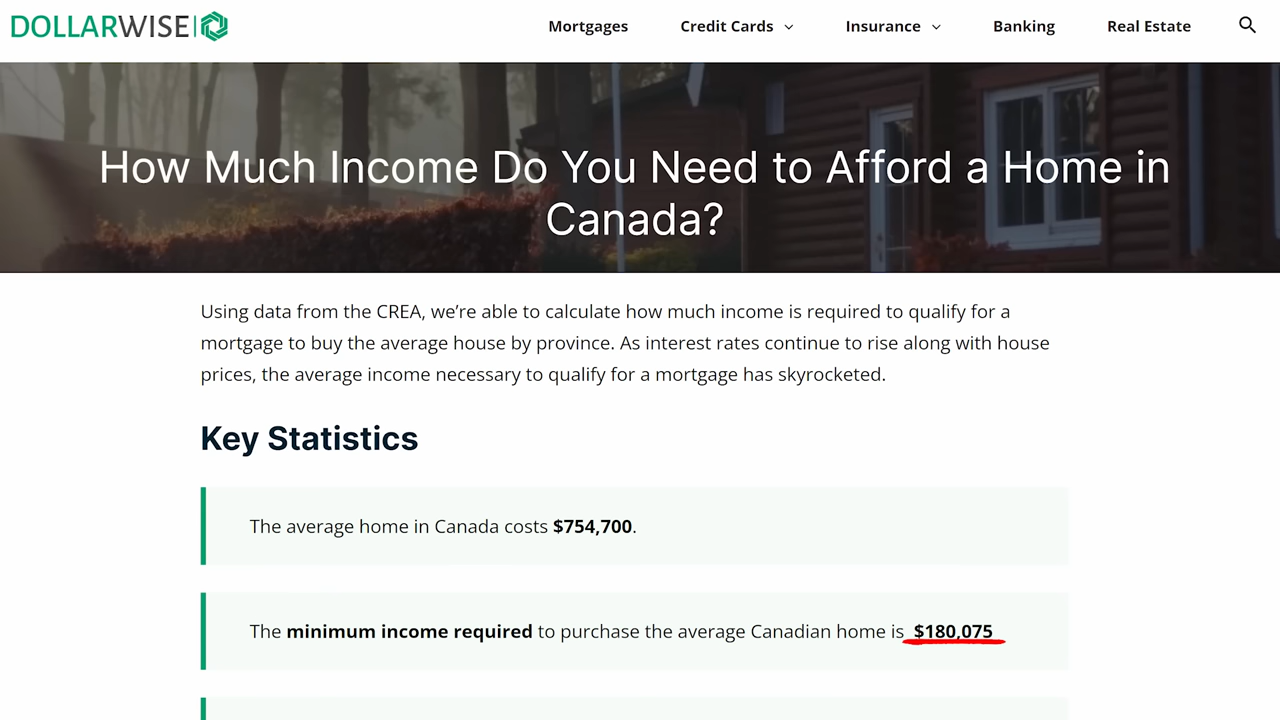 DOLLARWISE
Mortgages Credit Cards Insurance Banking Real Estate
How Much Income Do You Need to Afford a Home in
Canada?
Using data from the CREA, we’re able to calculate how much income is required to qualify for a
mortgage to buy the average house by province. As interest rates continue to rise along with house
prices, the average income necessary to qualify for a mortgage has skyrocketed.
Key Statistics
The average home in Canada costs $754,700.
The minimum income required to purchase the average Canadian home is $180,075